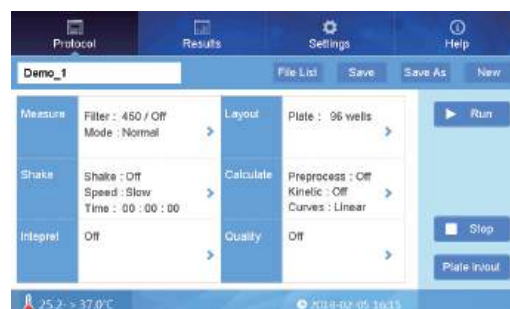 Protocol
Results
Settings
Help
Demo_1
File List
Save
Save As
New
Measure
Filter : 450 / Off
Mode : Normal
Layout
Plate : 96 wells
Run
Shake
Shake : Off
Speed : Slow
Time : 00 : 00 : 00
Calculate
Preprocess : Off
Kinetic : Off
Curves : Linear
Intepret
Off
Quality
Off
Stop
Plate in/out
25.2-> 37.0°C
2018-02-05 16:15